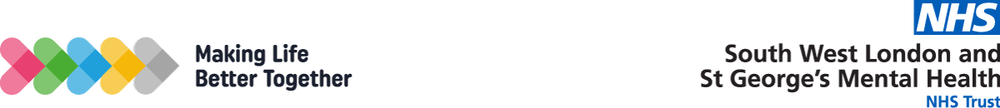 Making Life
Better Together
NHS
South West London and
St George's Mental Health
NHS Trust